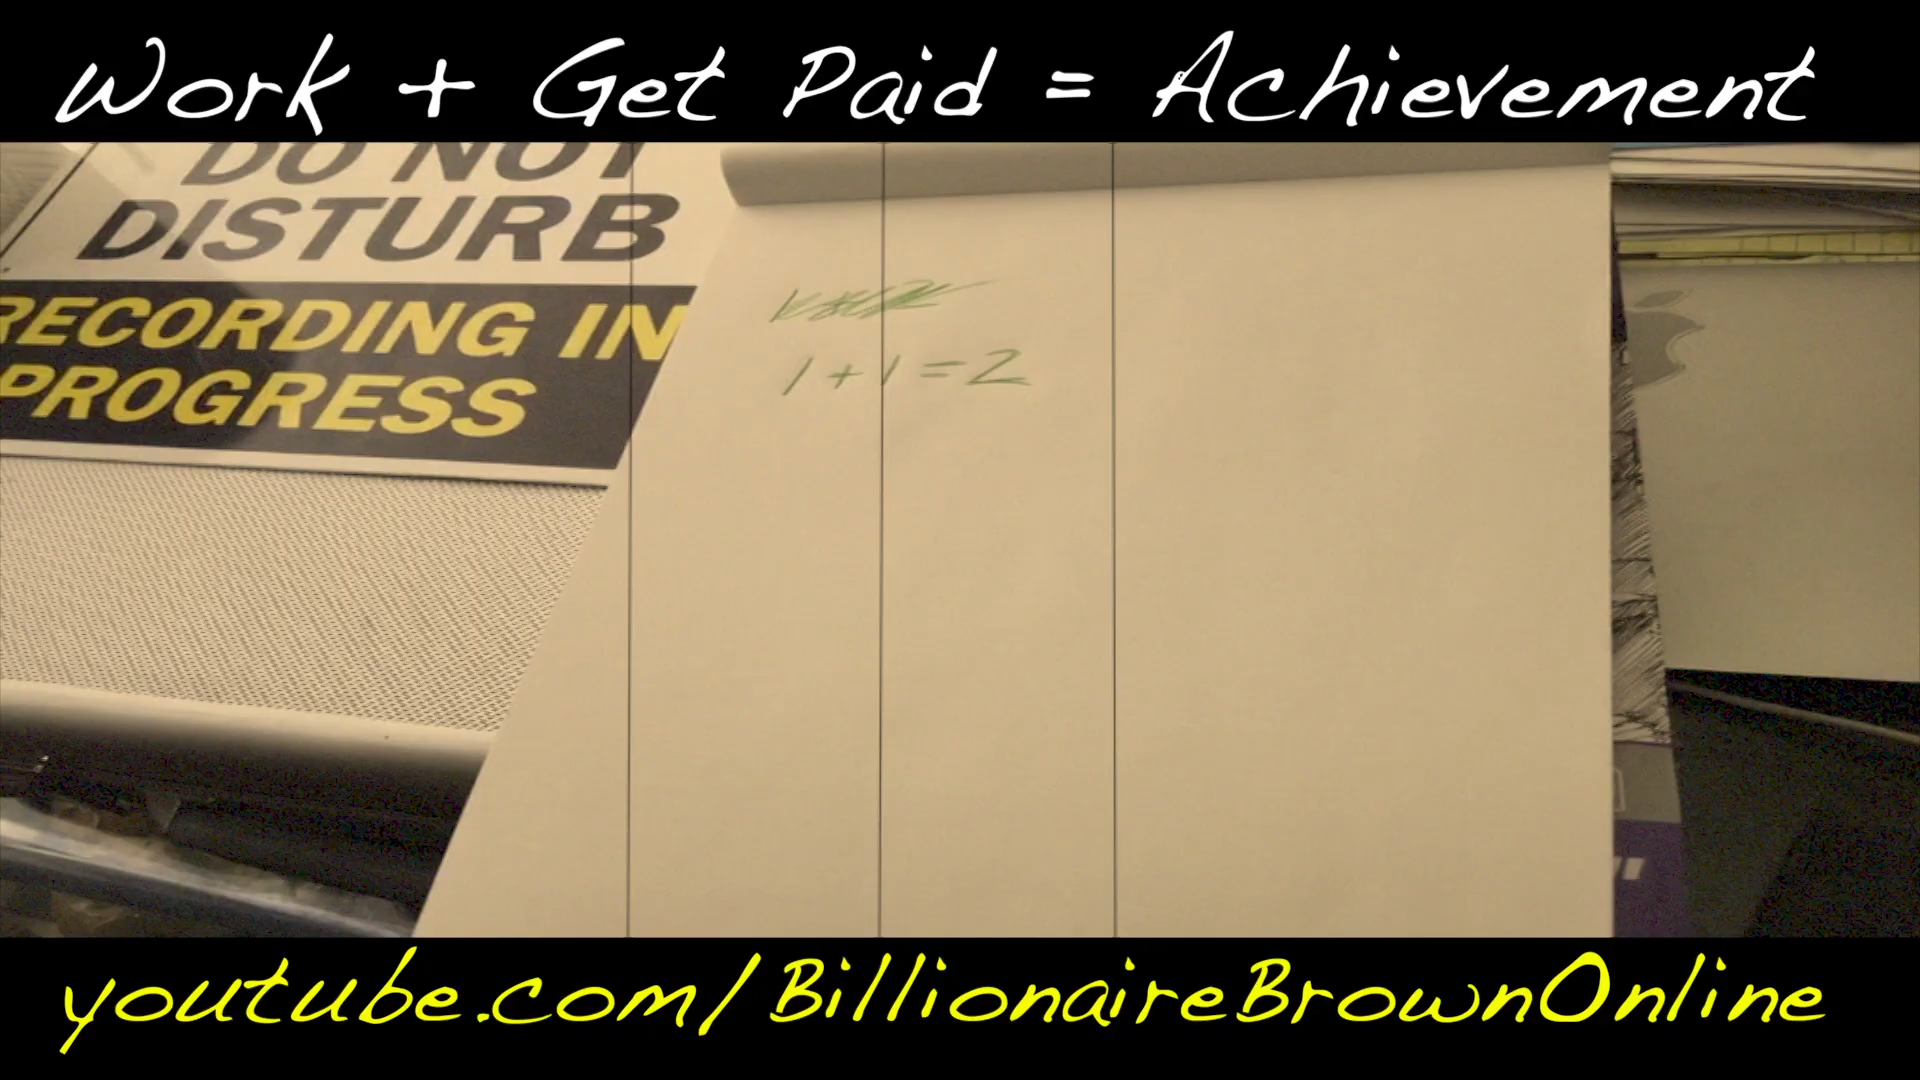 Work + Get Paid = Achievement
DO NOT
DISTURB
RECORDING IN
PROGRESS
1+1=2
youtube.com/BillionaireBrownOnline